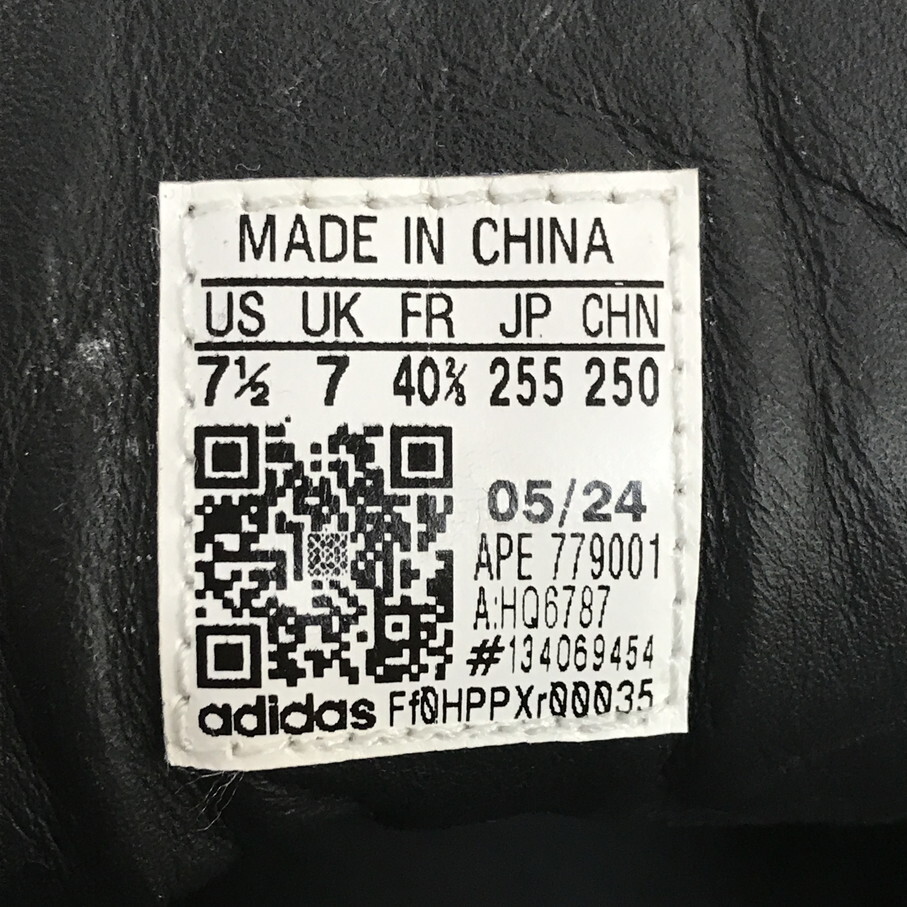 MADE IN CHINA
US UK FR JP CHN
7½ 7 40⅔ 255 250
05/24
APE 779001
A:HQ6787
#134069454
adidas Ff0HPPXr00035